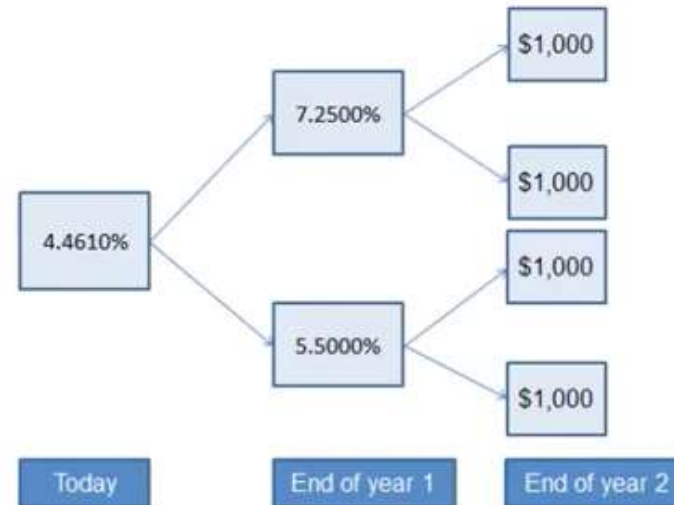 $1,000
7.2500%
$1,000
4.4610%
$1,000
5.5000%
$1,000
Today
End of year 1
End of year 2